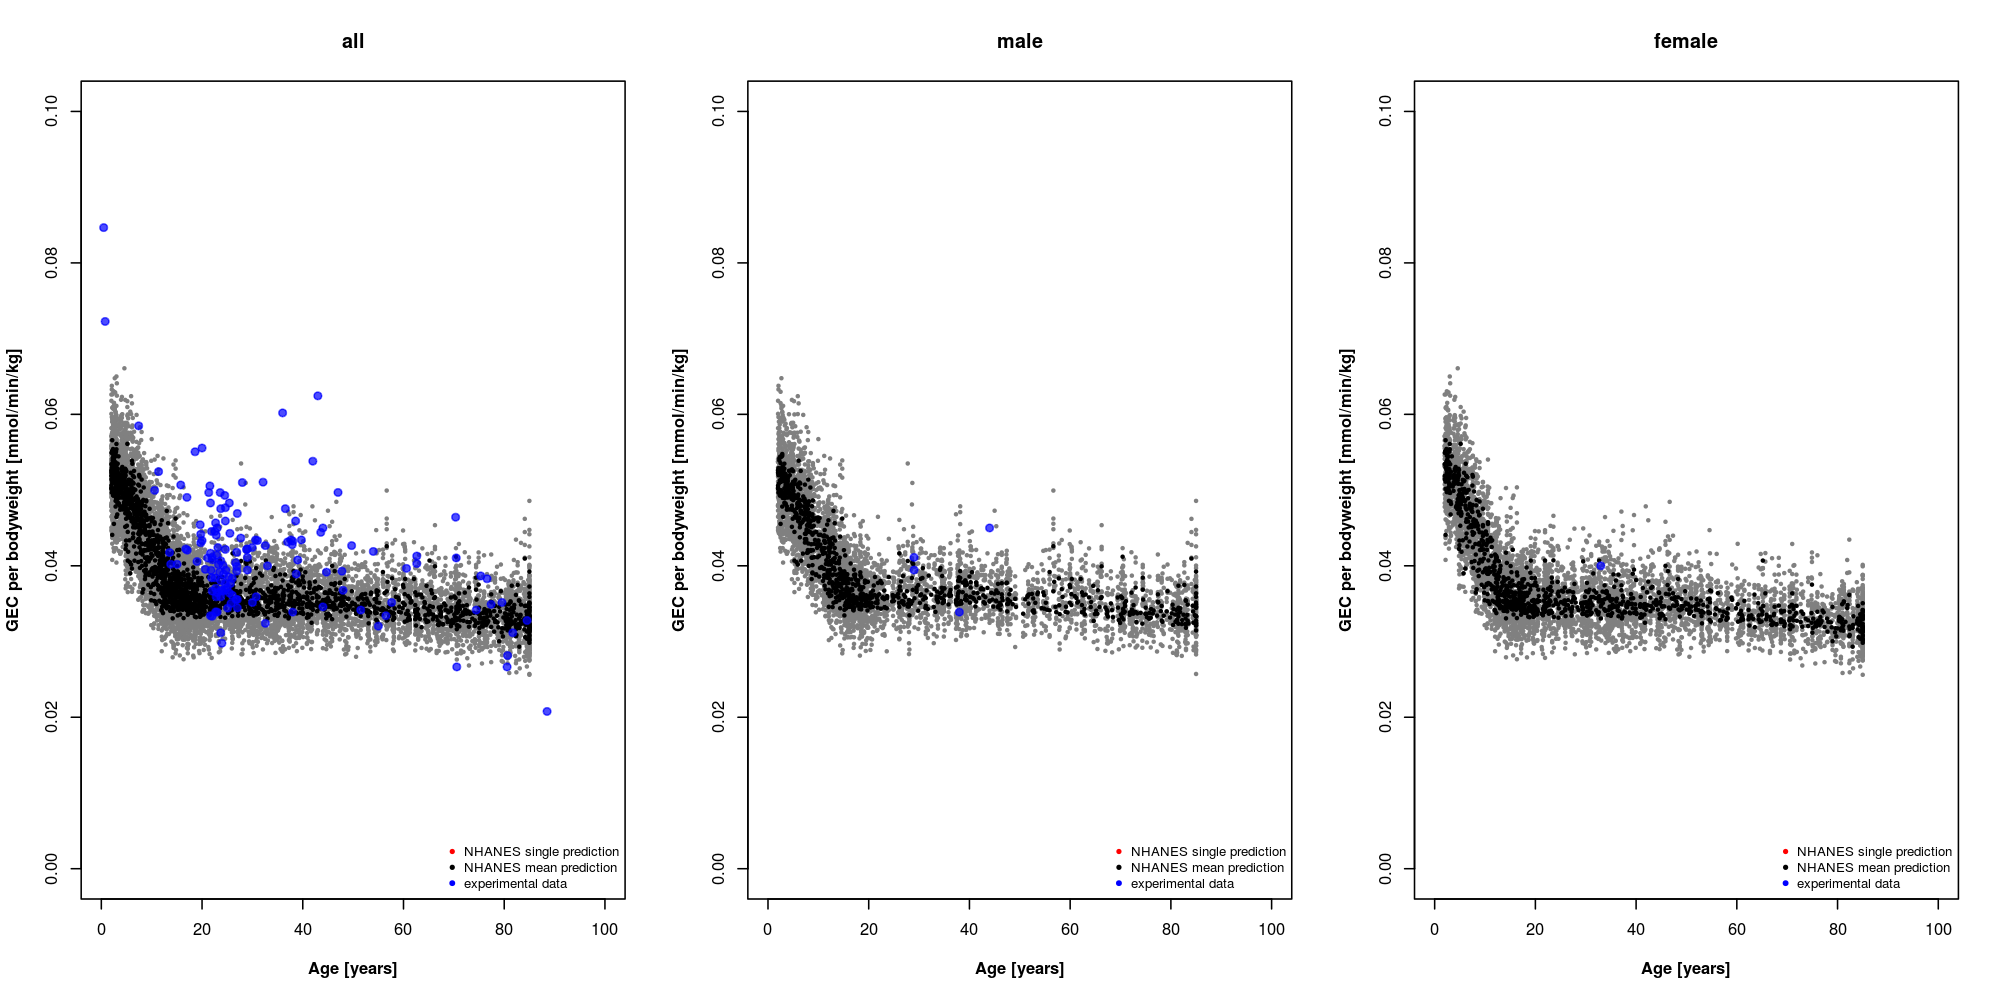 all
GEC per bodyweight [mmol/min/kg]
0.10
0.08
0.06
0.04
0.02
0.00
NHANES single prediction
NHANES mean prediction
experimental data
0 20 40 60 80 100
Age [years]
male
GEC per bodyweight [mmol/min/kg]
0.10
0.08
0.06
0.04
0.02
0.00
NHANES single prediction
NHANES mean prediction
experimental data
0 20 40 60 80 100
Age [years]
female
GEC per bodyweight [mmol/min/kg]
0.10
0.08
0.06
0.04
0.02
0.00
NHANES single prediction
NHANES mean prediction
experimental data
0 20 40 60 80 100
Age [years]